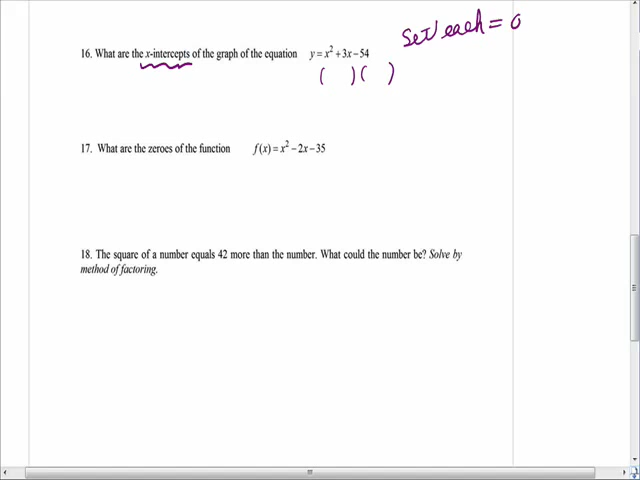 Set each = 0
16. What are the x-intercepts of the graph of the equation y = x² + 3x − 54
( ) ( )
17. What are the zeroes of the function f(x) = x² − 2x − 35
18. The square of a number equals 42 more than the number. What could the number be? Solve by
method of factoring.